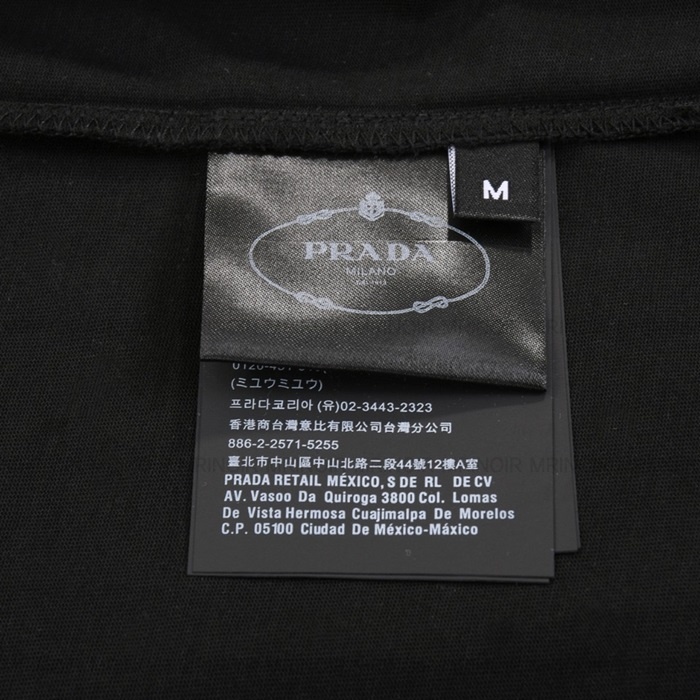 M
PRADA
MILANO
(ミユウミユウ)
프라다코리아 (유)02-3443-2323
香港商台灣意比有限公司台灣分公司
886-2-2571-5255
臺北市中山區中山北路二段44號12樓A室
PRADA RETAIL MÉXICO, S DE RL DE CV
AV. Vasoo Da Quiroga 3800 Col. Lomas
De Vista Hermosa Cuajimalpa De Morelos
C.P. 05100 Ciudad De México-México